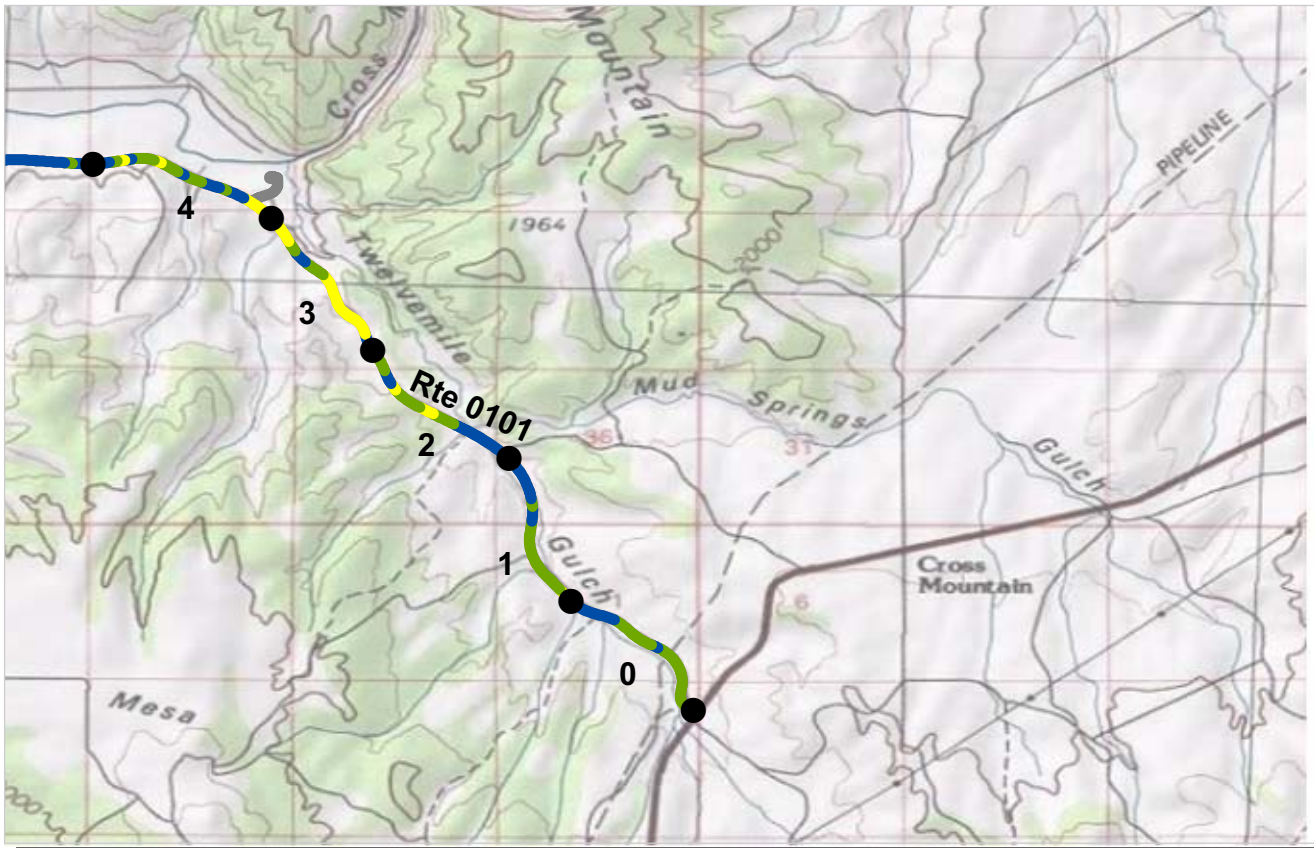 Mountain
Cross
PIPELINE
4
1964
2000
Twelvemile
3
Rte 0101
Mud Springs
2
36
31
Gulch
1
Gulch
Cross
Mountain
6
0
Mesa